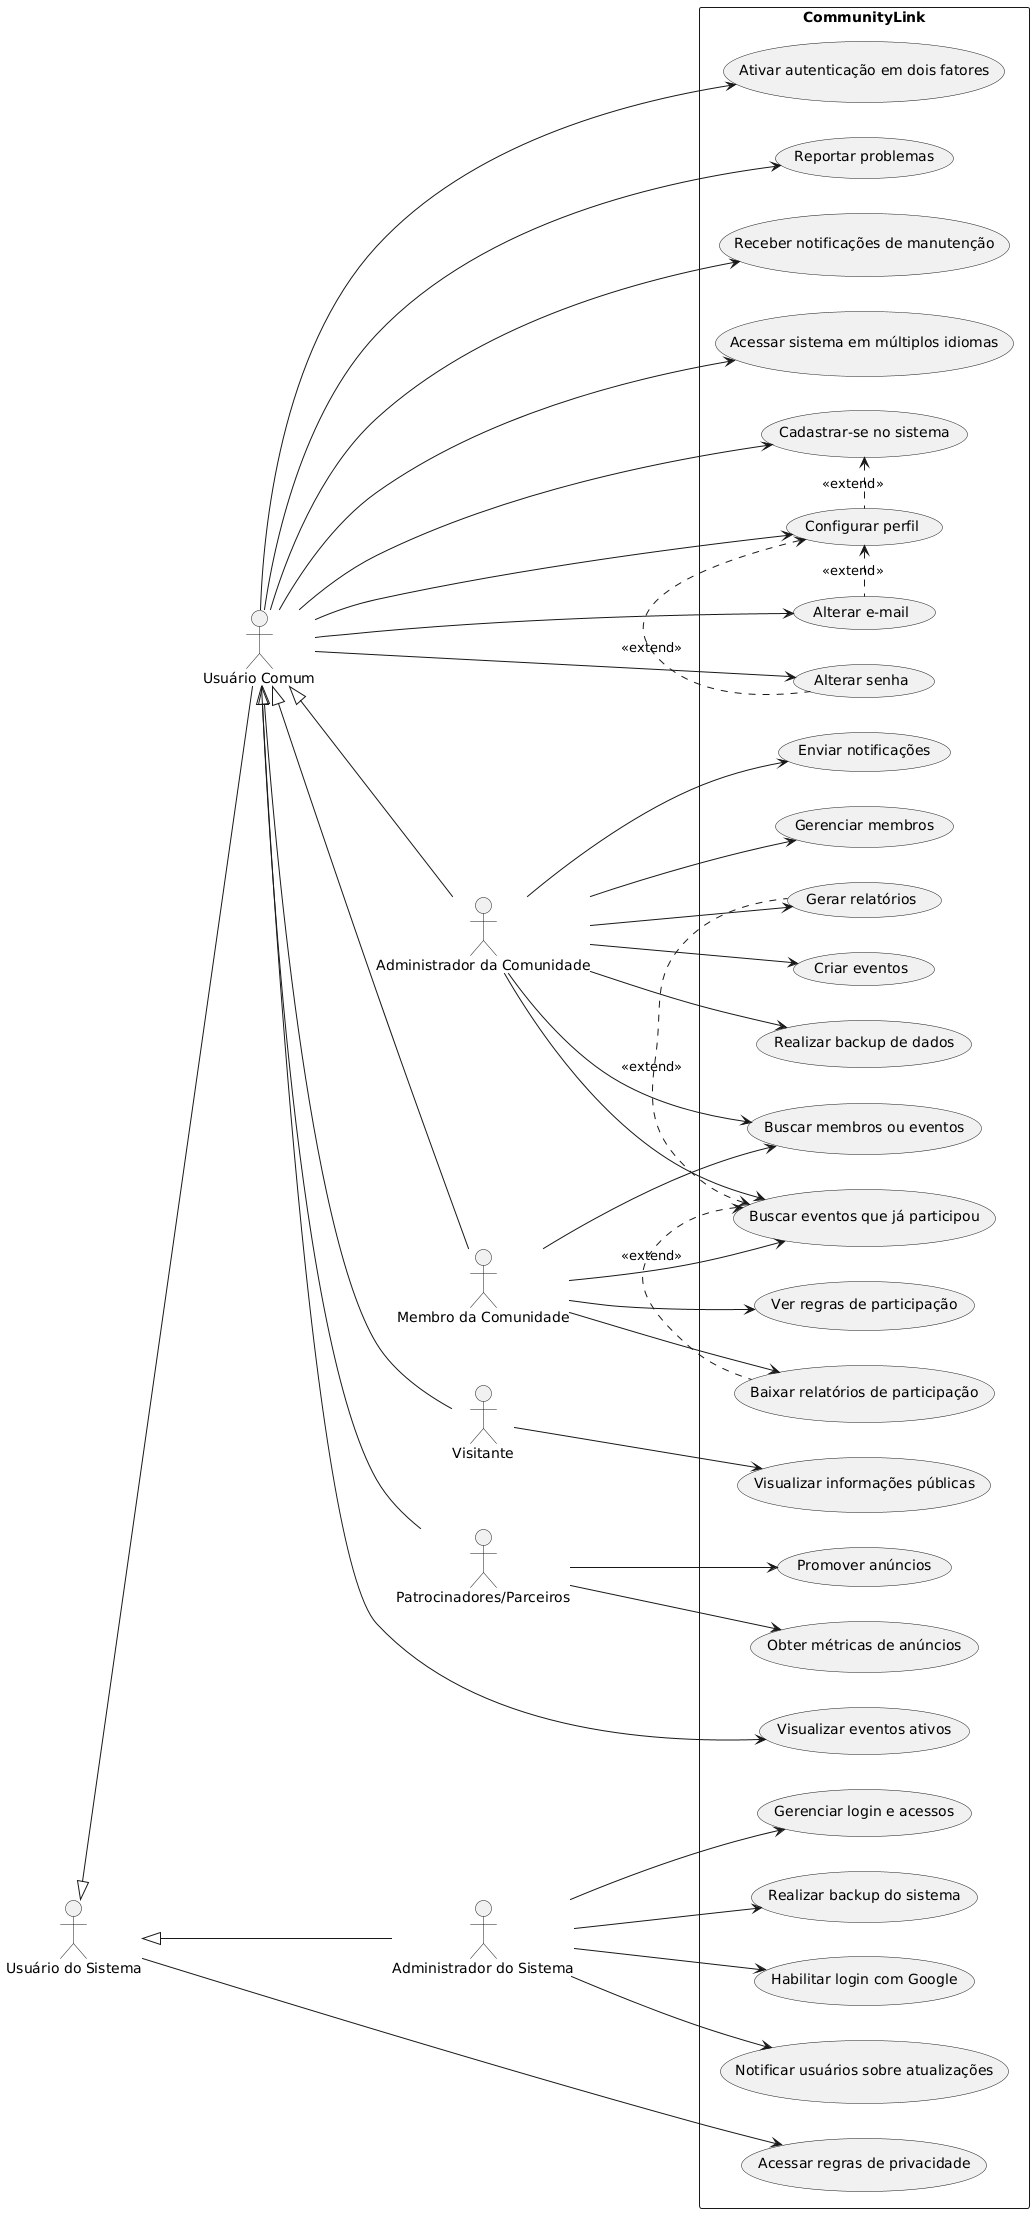 CommunityLink
Ativar autenticação em dois fatores
Reportar problemas
Receber notificações de manutenção
Acessar sistema em múltiplos idiomas
Cadastrar-se no sistema
«extend»
Configurar perfil
«extend»
Alterar e-mail
«extend»
Usuário Comum
Alterar senha
Enviar notificações
Gerenciar membros
Gerar relatórios
Administrador da Comunidade
Criar eventos
Realizar backup de dados
«extend»
Buscar membros ou eventos
Buscar eventos que já participou
«extend»
Membro da Comunidade
Ver regras de participação
Baixar relatórios de participação
Visitante
Visualizar informações públicas
Promover anúncios
Patrocinadores/Parceiros
Obter métricas de anúncios
Visualizar eventos ativos
Gerenciar login e acessos
Realizar backup do sistema
Usuário do Sistema
Administrador do Sistema
Habilitar login com Google
Notificar usuários sobre atualizações
Acessar regras de privacidade